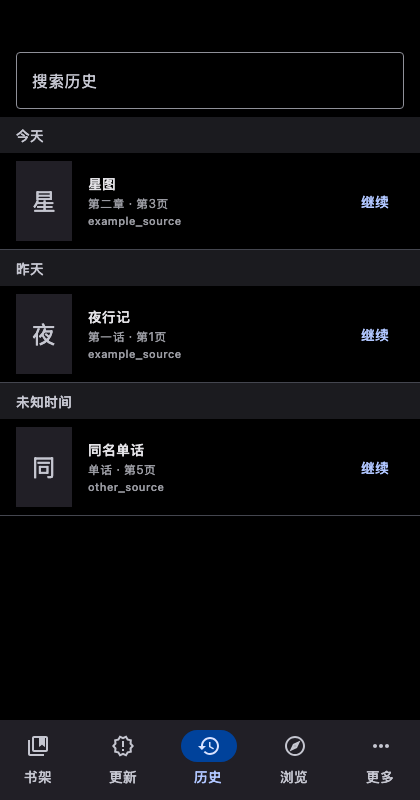 搜索历史
今天
星
星图
第二章 · 第3页
example_source
继续
昨天
夜
夜行记
第一话 · 第1页
example_source
继续
未知时间
同
同名单话
单话 · 第5页
other_source
继续
书架
更新
历史
浏览
更多